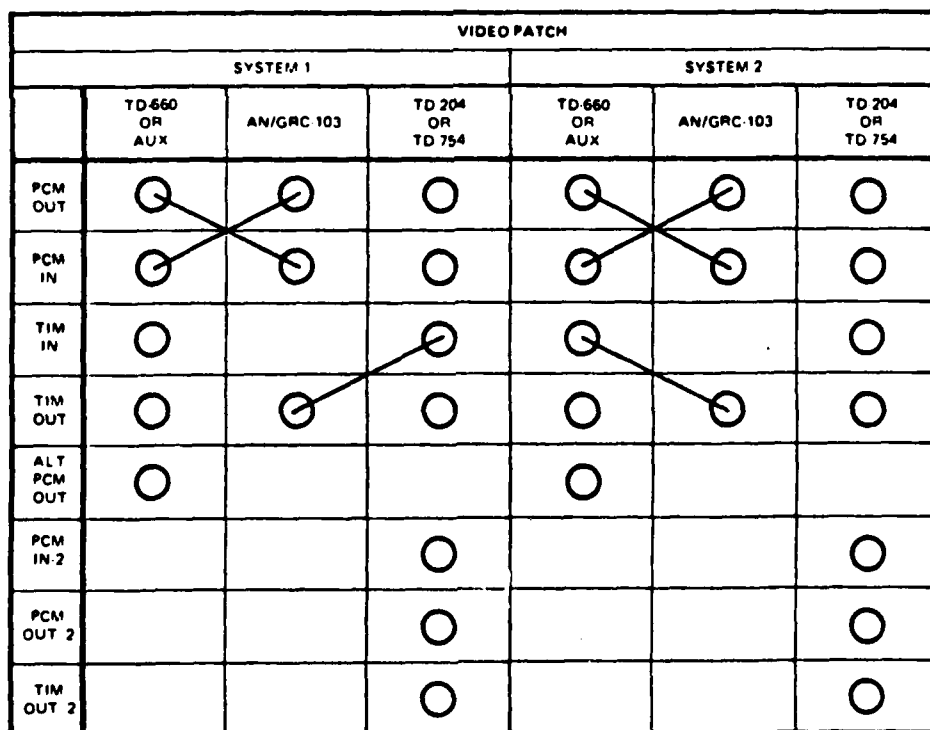 VIDEO PATCH
SYSTEM 1
SYSTEM 2
TD-660
OR
AUX
AN/GRC-103
TD 204
OR
TD 754
TD-660
OR
AUX
AN/GRC-103
TD 204
OR
TD 754
PCM
OUT
PCM
IN
TIM
IN
TIM
OUT
ALT
PCM
OUT
PCM
IN-2
PCM
OUT 2
TIM
OUT 2